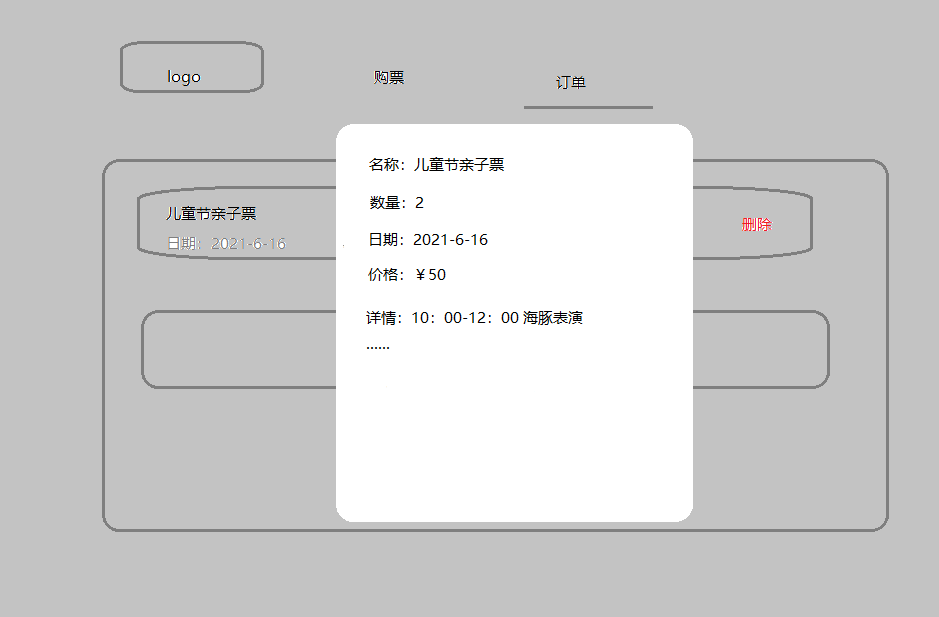 logo
购票
订单
儿童节亲子票
日期：2021-6-16
删除
名称：儿童节亲子票
数量：2
日期：2021-6-16
价格：￥50
详情：10：00-12：00 海豚表演
......